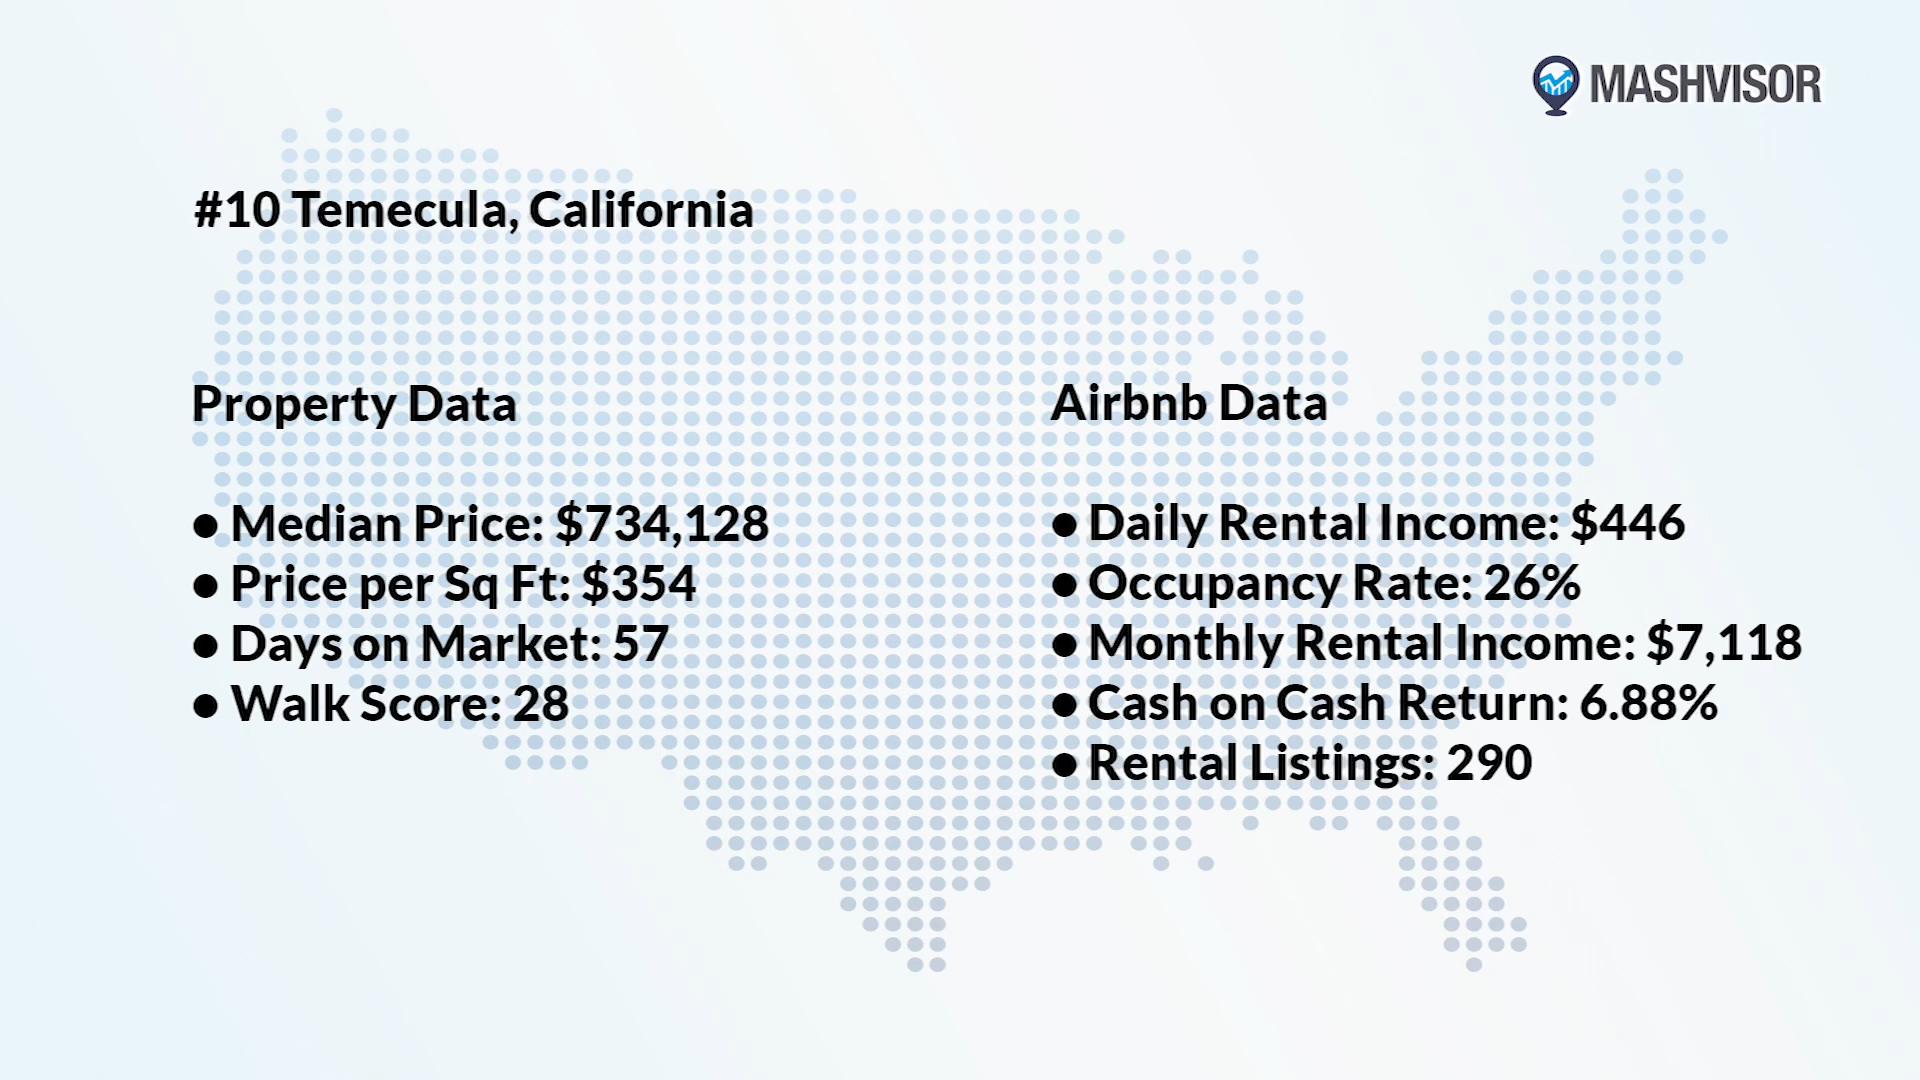 MASHVISOR
#10 Temecula, California
Property Data
● Median Price: $734,128
● Price per Sq Ft: $354
● Days on Market: 57
● Walk Score: 28
Airbnb Data
● Daily Rental Income: $446
● Occupancy Rate: 26%
● Monthly Rental Income: $7,118
● Cash on Cash Return: 6.88%
● Rental Listings: 290